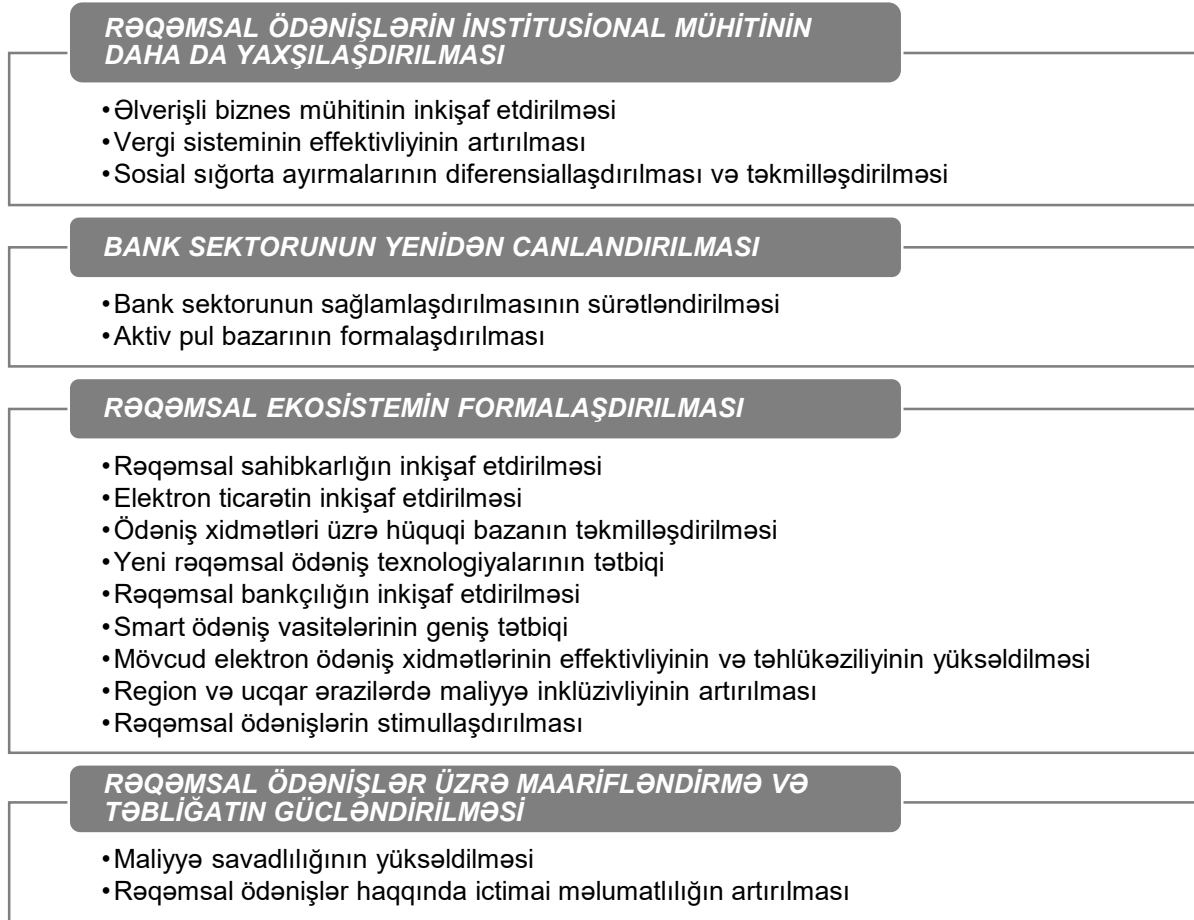 RƏQƏMSAL ÖDƏNİŞLƏRİN İNSTİTUSİONAL MÜHİTİNİN
DAHA DA YAXŞILAŞDIRILMASI
•Əlverişli biznes mühitinin inkişaf etdirilməsi
•Vergi sisteminin effektivliyinin artırılması
•Sosial sığorta ayırmalarının diferensiallaşdırılması və təkmilləşdirilməsi
BANK SEKTORUNUN YENİDƏN CANLANDIRILMASI
•Bank sektorunun sağlamlaşdırılmasının sürətləndirilməsi
•Aktiv pul bazarının formalaşdırılması
RƏQƏMSAL EKOSİSTEMİN FORMALAŞDIRILMASI
•Rəqəmsal sahibkarlığın inkişaf etdirilməsi
•Elektron ticarətin inkişaf etdirilməsi
•Ödəniş xidmətləri üzrə hüquqi bazanın təkmilləşdirilməsi
•Yeni rəqəmsal ödəniş texnologiyalarının tətbiqi
•Rəqəmsal bankçılığın inkişaf etdirilməsi
•Smart ödəniş vasitələrinin geniş tətbiqi
•Mövcud elektron ödəniş xidmətlərinin effektivliyinin və təhlükəziliyinin yüksəldilməsi
•Region və ucqar ərazilərdə maliyyə inklüzivliyinin artırılması
•Rəqəmsal ödənişlərin stimullaşdırılması
RƏQƏMSAL ÖDƏNİŞLƏR ÜZRƏ MAARİFLƏNDİRMƏ VƏ
TƏBLİĞATIN GÜCLƏNDİRİLMƏSİ
•Maliyyə savadlılığının yüksəldilməsi
•Rəqəmsal ödənişlər haqqında ictimai məlumatlılığın artırılması